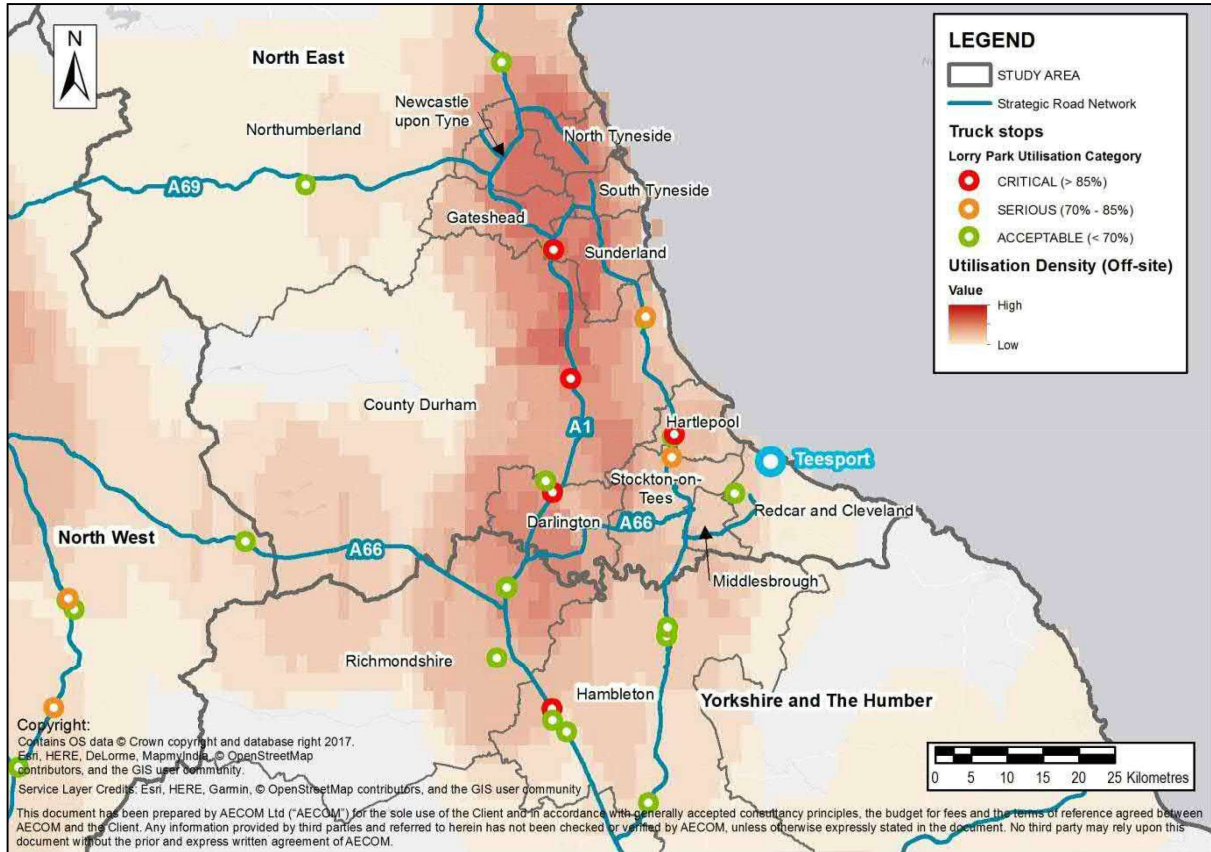 N
North East
Newcastle
upon Tyne
Northumberland
North Tyneside
A69
South Tyneside
Gateshead
Sunderland
County Durham
A1
Hartlepool
Teesport
Stockton-on-
Tees
Darlington
A66
Redcar and Cleveland
North West
A66
Middlesbrough
Richmondshire
Hambleton
Yorkshire and The Humber
LEGEND
STUDY AREA
Strategic Road Network
Truck stops
Lorry Park Utilisation Category
CRITICAL (> 85%)
SERIOUS (70% - 85%)
ACCEPTABLE (< 70%)
Utilisation Density (Off-site)
Value
High
Low
0 5 10 15 20 25 Kilometres
Copyright:
Contains OS data © Crown copyright and database right 2017.
Esri, HERE, DeLorme, MapmyIndia, © OpenStreetMap
contributors, and the GIS user community.
Service Layer Credits: Esri, HERE, Garmin, © OpenStreetMap contributors, and the GIS user community
This document has been prepared by AECOM Ltd ("AECOM") for the sole use of the Client and in accordance with generally accepted consultancy principles, the budget for fees and the terms of reference agreed between
AECOM and the Client. Any information provided by third parties and referred to herein has not been checked or verified by AECOM, unless otherwise expressly stated in the document. No third party may rely upon this
document without the prior and express written agreement of AECOM.